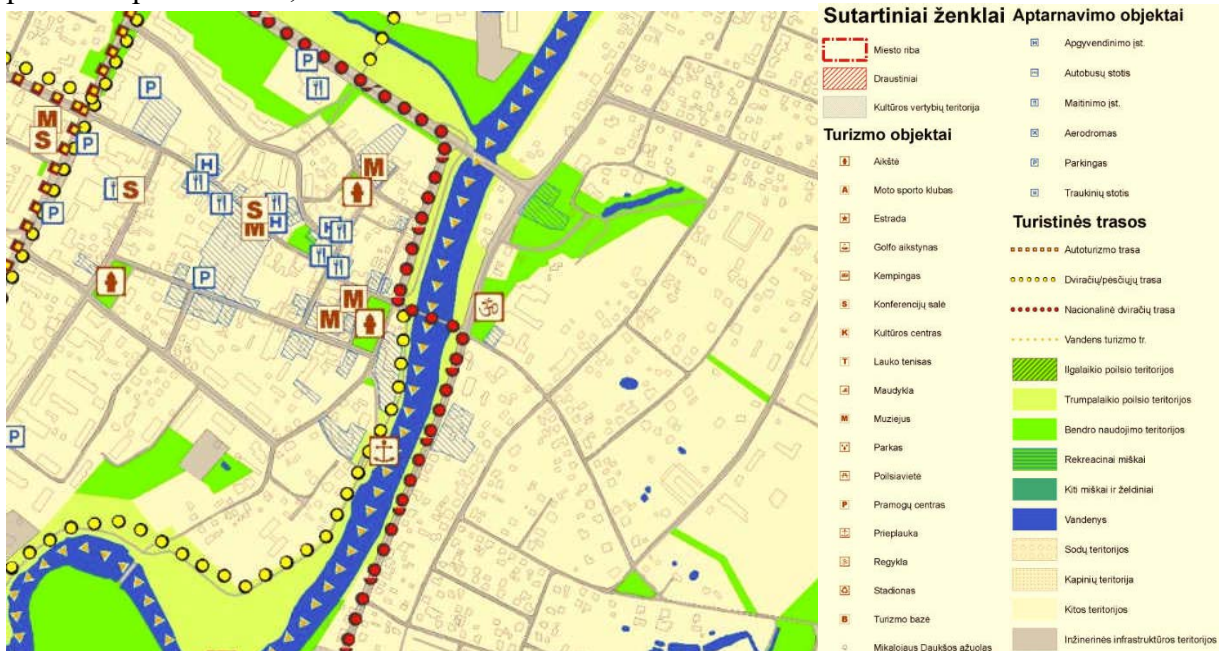 Sutartiniai ženklai
Miesto riba
Draustiniai
Kultūros vertybių teritorija
Turizmo objektai
Aikštė
Moto sporto klubas
Estrada
Golfo aikstynas
Kempingas
Konferencijų salė
Kultūros centras
Lauko tenisas
Maudykla
Muziejus
Parkas
Poilsiavietė
Pramogų centras
Prieplauka
Regykla
Stadionas
Turizmo bazė
Mikalojaus Daukšos ąžuolas
Aptarnavimo objektai
Apgyvendinimo įst.
Autobusų stotis
Maitinimo įst.
Aerodromas
Parkingas
Traukinių stotis
Turistinės trasos
Autoturizmo trasa
Dviračių/pėsčiųjų trasa
Nacionalinė dviračių trasa
Vandens turizmo tr.
Ilgalaikio poilsio teritorijos
Trumpalaikio poilsio teritorijos
Bendro naudojimo teritorijos
Rekreacinai miškai
Kiti miškai ir želdiniai
Vandenys
Sodų teritorijos
Kapinių teritorija
Kitos teritorijos
Inžinerinės infrastruktūros teritorijos
P
P
M
M
S
P
H
S
S
M
H
H
P
P
M
M
P